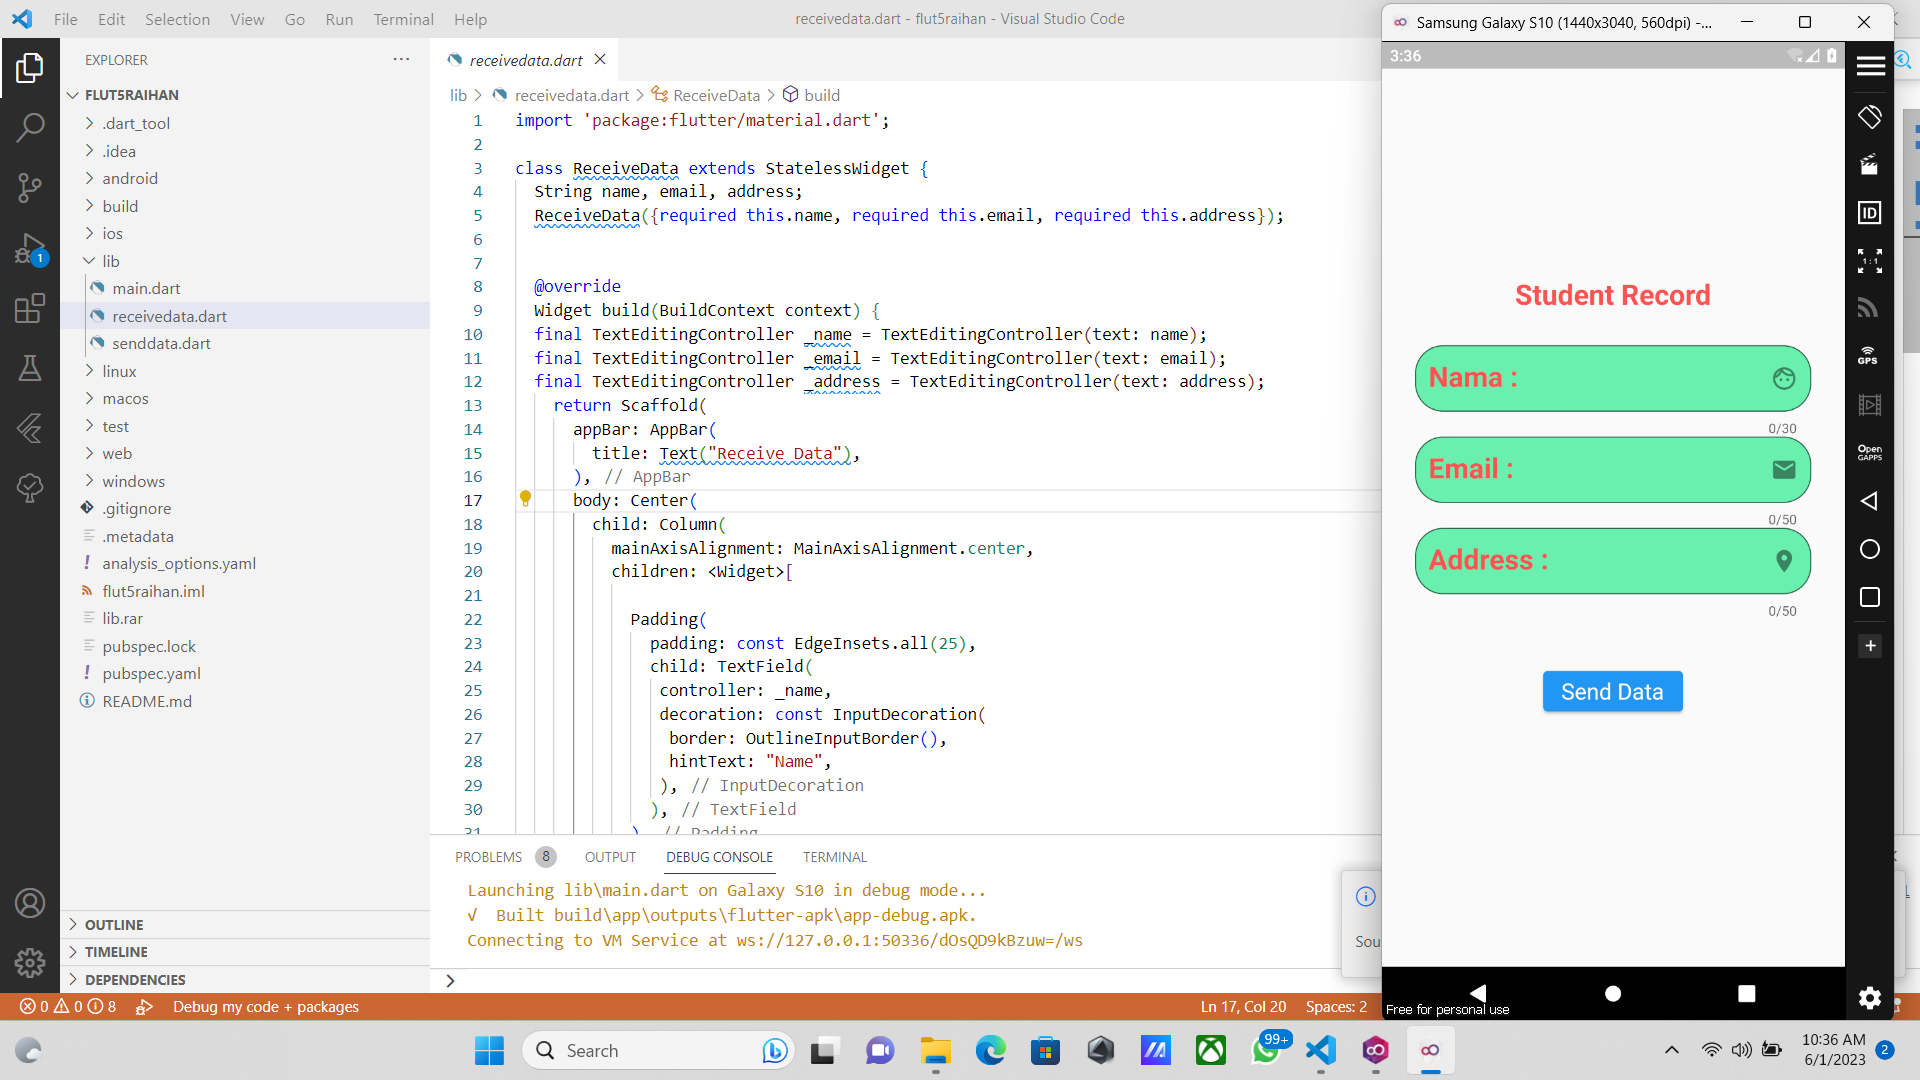 File Edit Selection View Go Run Terminal Help
receivedata.dart - flut5raihan - Visual Studio Code
EXPLORER
FLUT5RAIHAN
.dart_tool
.idea
android
build
ios
lib
main.dart
receivedata.dart
senddata.dart
linux
macos
test
web
windows
.gitignore
.metadata
analysis_options.yaml
flut5raihan.iml
lib.rar
pubspec.lock
pubspec.yaml
README.md
OUTLINE
TIMELINE
DEPENDENCIES
1
receivedata.dart
lib > receivedata.dart > ReceiveData > build
1 import 'package:flutter/material.dart';
2
3 class ReceiveData extends StatelessWidget {
4 String name, email, address;
5 ReceiveData({required this.name, required this.email, required this.address});
6
7
8 @override
9 Widget build(BuildContext context) {
10 final TextEditingController _name = TextEditingController(text: name);
11 final TextEditingController _email = TextEditingController(text: email);
12 final TextEditingController _address = TextEditingController(text: address);
13 return Scaffold(
14 appBar: AppBar(
15 title: Text("Receive Data"),
16 ), // AppBar
17 body: Center(
18 child: Column(
19 mainAxisAlignment: MainAxisAlignment.center,
20 children: <Widget>[
21
22 Padding(
23 padding: const EdgeInsets.all(25),
24 child: TextField(
25 controller: _name,
26 decoration: const InputDecoration(
27 border: OutlineInputBorder(),
28 hintText: "Name",
29 ), // InputDecoration
30 ), // TextField
31 ), // Padding
PROBLEMS 8 OUTPUT DEBUG CONSOLE TERMINAL
Launching lib\main.dart on Galaxy S10 in debug mode...
√ Built build\app\outputs\flutter-apk\app-debug.apk.
Connecting to VM Service at ws://127.0.0.1:50336/dOsQD9kBzuw=/ws
Sou
0 0 8 Debug my code + packages
Ln 17, Col 20 Spaces: 2
Samsung Galaxy S10 (1440x3040, 560dpi) -...
3:36
Student Record
Nama :
0/30
Email :
0/50
Address :
0/50
Send Data
Free for personal use
ID
1:1
GPS
Open
GAPPS
Search
99+
10:36 AM
6/1/2023
2